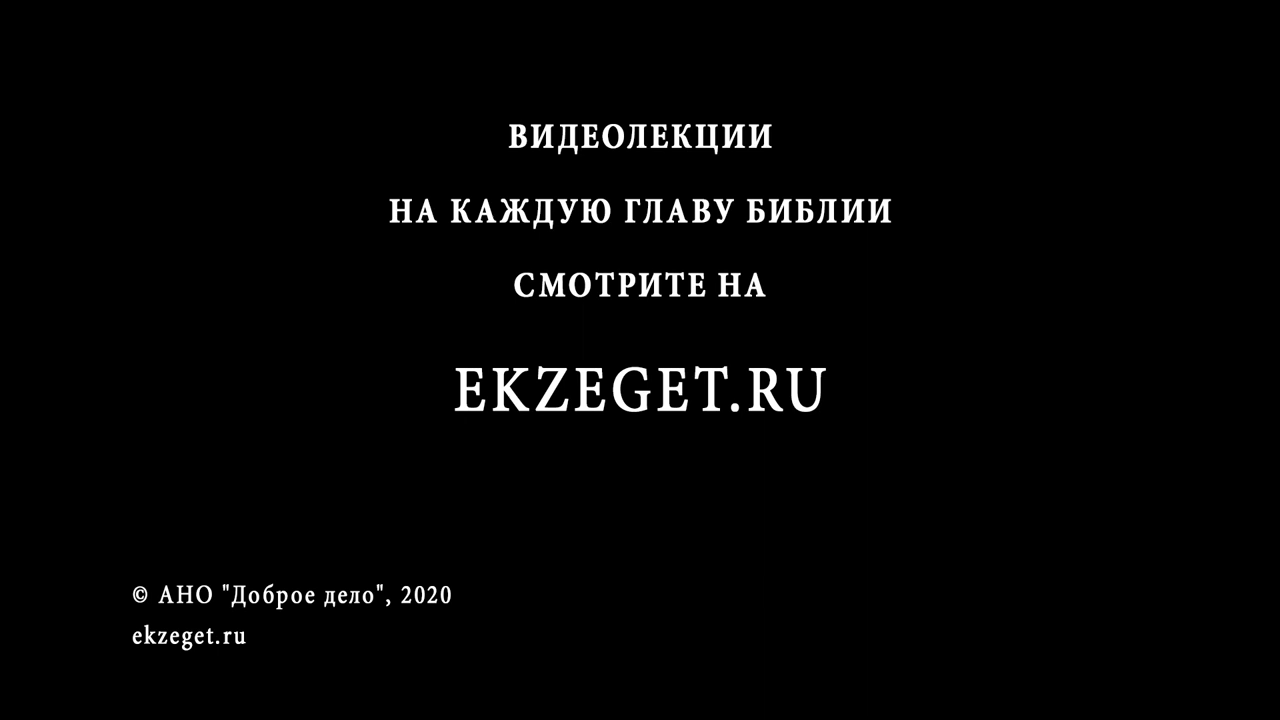 ВИДЕОЛЕКЦИИ
НА КАЖДУЮ ГЛАВУ БИБЛИИ
СМОТРИТЕ НА
EKZEGET.RU
© АНО "Доброе дело", 2020
ekzeget.ru